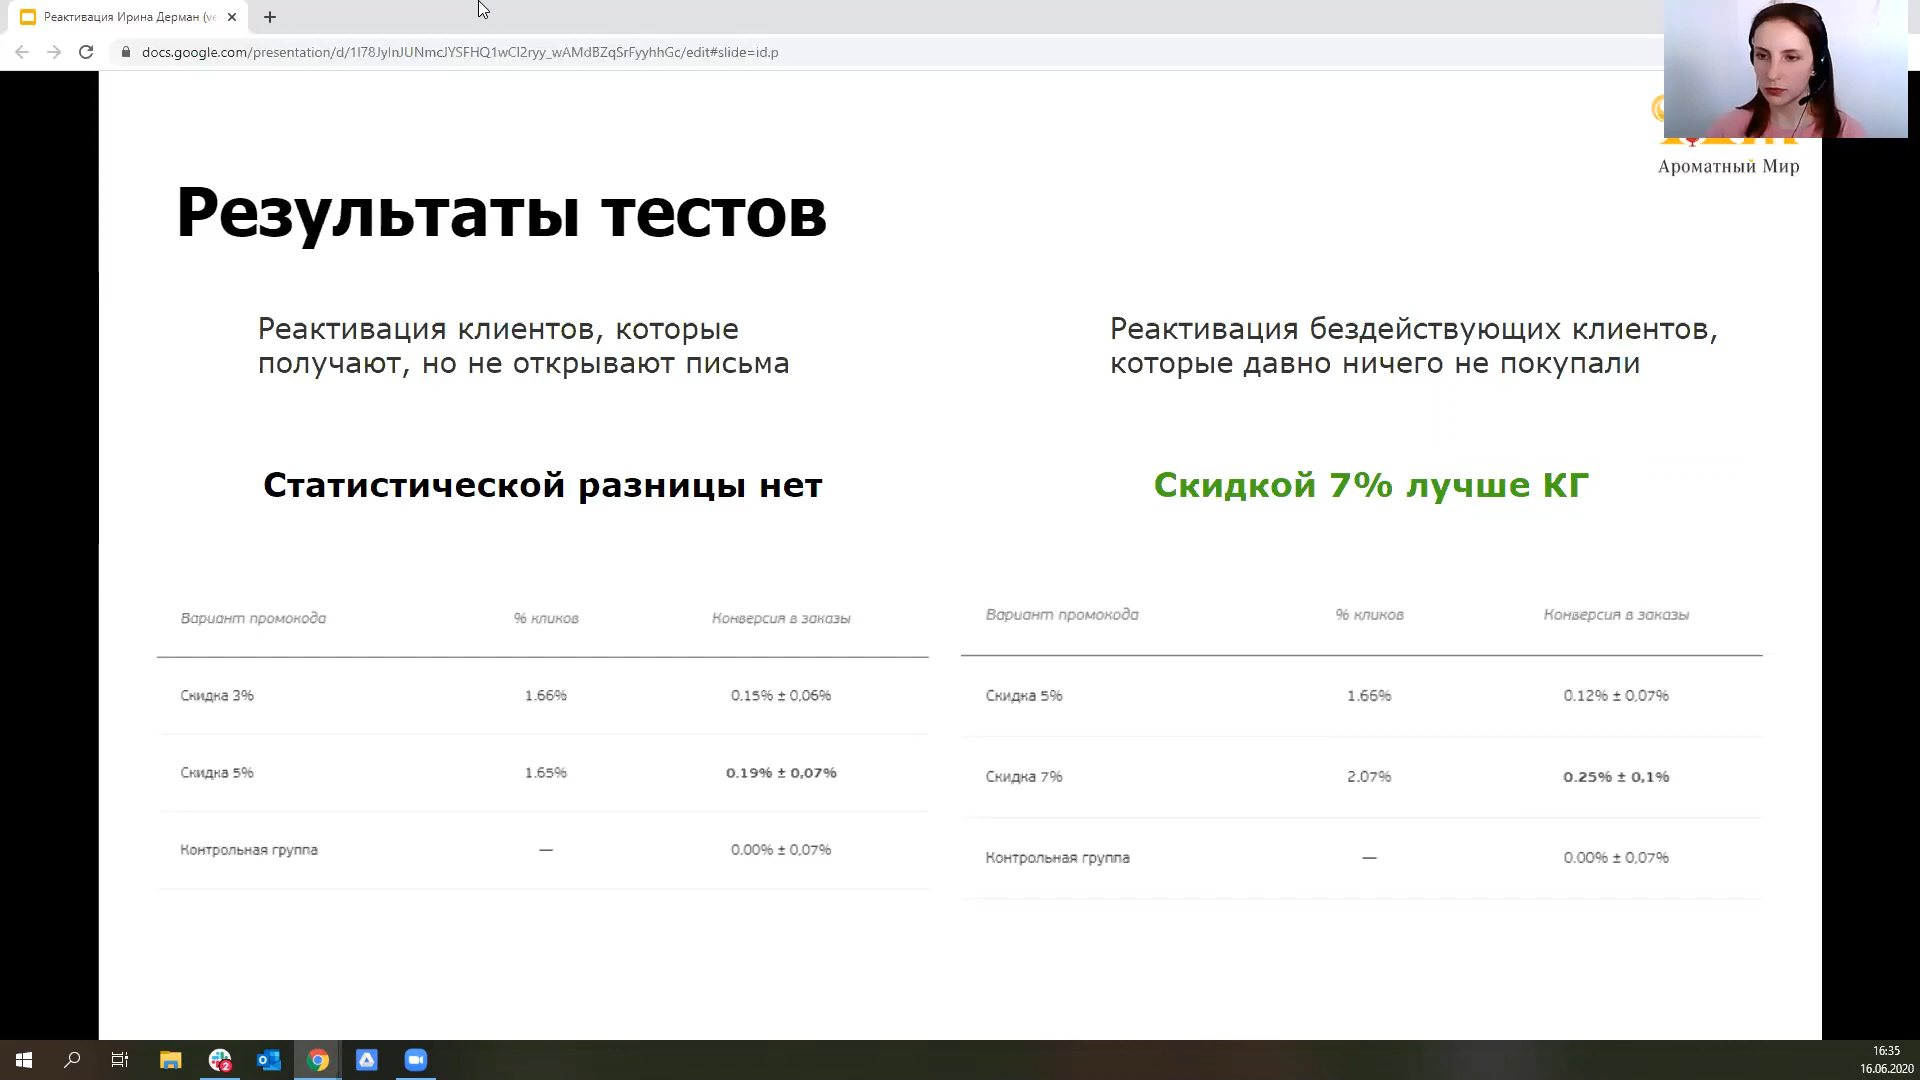 Реактивация Ирина Дерман (ve
docs.google.com/presentation/d/1I78JyInJUNmcJYSFHQ1wCl2ryy_wAMdBZqSrFyyhhGc/edit#slide=id.p
Ароматный Мир
Результаты тестов
Реактивация клиентов, которые
получают, но не открывают письма
Статистической разницы нет
Вариант промокода % кликов Конверсия в заказы
Скидка 3% 1.66% 0.15% ± 0,06%
Скидка 5% 1.65% 0.19% ± 0,07%
Контрольная группа — 0.00% ± 0,07%
Реактивация бездействующих клиентов,
которые давно ничего не покупали
Скидкой 7% лучше КГ
Вариант промокода % кликов Конверсия в заказы
Скидка 5% 1.66% 0.12% ± 0,07%
Скидка 7% 2.07% 0.25% ± 0,1%
Контрольная группа — 0.00% ± 0,07%
2
16:35
16.06.2020